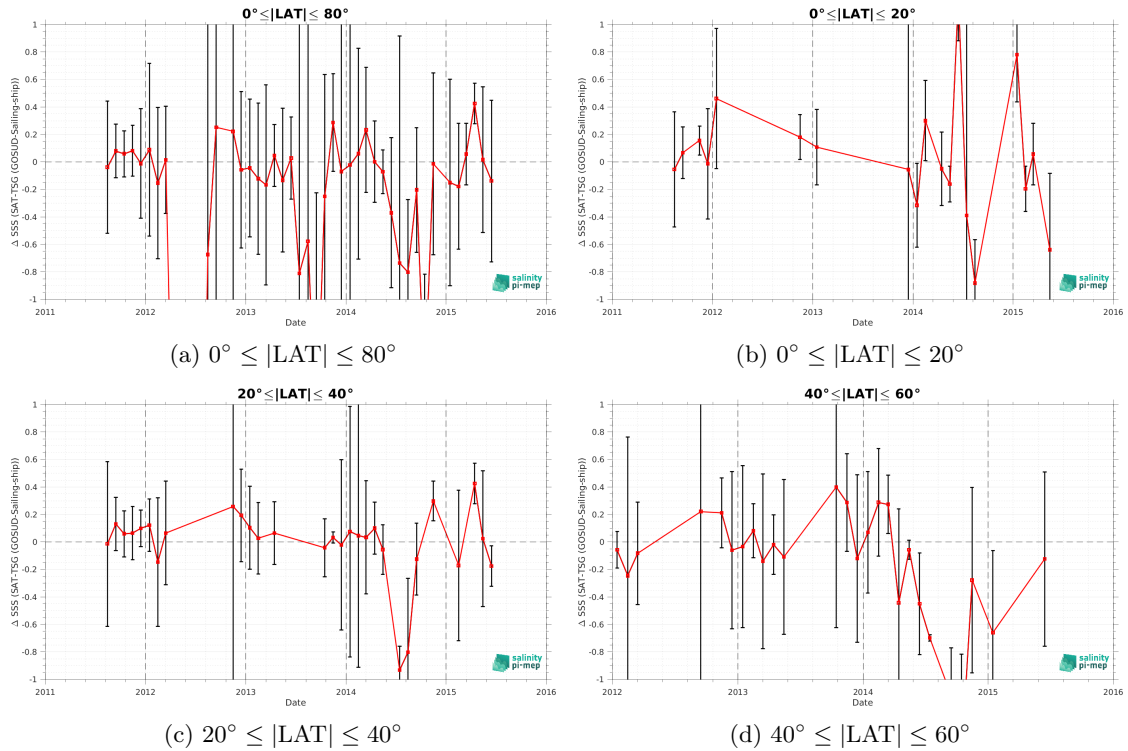 0°≤|LAT|≤ 80°
Δ SSS (SAT-TSG (GOSUD-Sailing-ship))
1
0.8
0.6
0.4
0.2
0
-0.2
-0.4
-0.6
-0.8
-1
2011 2012 2013 2014 2015 2016
Date
salinity
pi-mep
(a) 0° ≤ |LAT| ≤ 80°
0°≤|LAT|≤ 20°
Δ SSS (SAT-TSG (GOSUD-Sailing-ship))
1
0.8
0.6
0.4
0.2
0
-0.2
-0.4
-0.6
-0.8
-1
2011 2012 2013 2014 2015 2016
Date
salinity
pi-mep
(b) 0° ≤ |LAT| ≤ 20°
20°≤|LAT|≤ 40°
Δ SSS (SAT-TSG (GOSUD-Sailing-ship))
1
0.8
0.6
0.4
0.2
0
-0.2
-0.4
-0.6
-0.8
-1
2011 2012 2013 2014 2015 2016
Date
salinity
pi-mep
(c) 20° ≤ |LAT| ≤ 40°
40°≤|LAT|≤ 60°
Δ SSS (SAT-TSG (GOSUD-Sailing-ship))
1
0.8
0.6
0.4
0.2
0
-0.2
-0.4
-0.6
-0.8
-1
2012 2013 2014 2015 2016
Date
salinity
pi-mep
(d) 40° ≤ |LAT| ≤ 60°